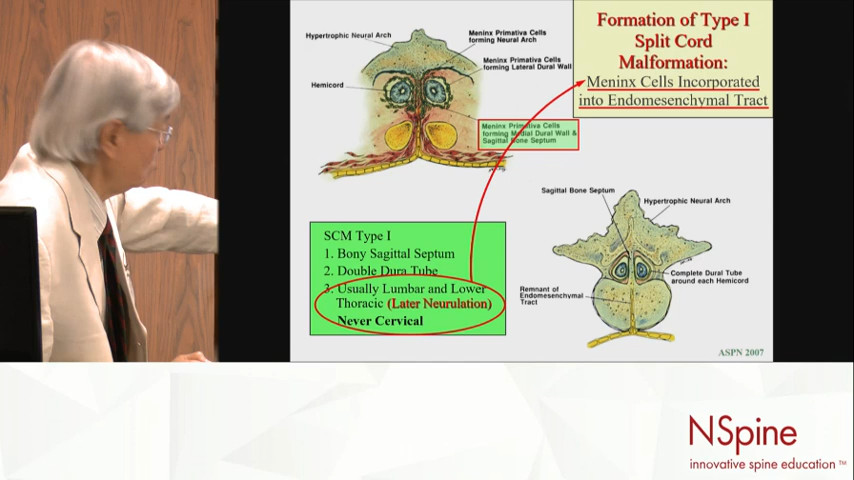 Formation of Type I
Split Cord
Malformation:
Meninx Cells Incorporated
into Endomesenchymal Tract
Hypertrophic Neural Arch
Meninx Primativa Cells
forming Neural Arch
Meninx Primativa Cells
forming Lateral Dural Wall
Hemicord
Meninx Primativa Cells
forming Medial Dural Wall &
Sagittal Bone Septum
SCM Type I
1. Bony Sagittal Septum
2. Double Dura Tube
3. Usually Lumbar and Lower
Thoracic (Later Neurulation)
Never Cervical
Sagittal Bone Septum
Hypertrophic Neural Arch
Complete Dural Tube
around each Hemicord
Remnant of
Endomesenchymal
Tract
ASPN 2007
NSpine
innovative spine education ™